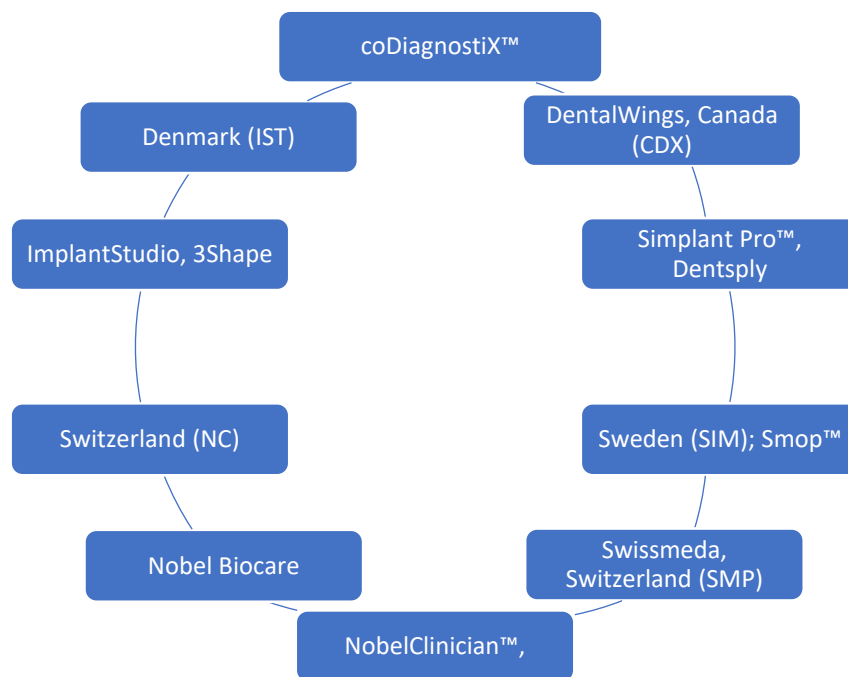 coDiagnostiX™
DentalWings, Canada
(CDX)
Simplant Pro™,
Dentsply
Sweden (SIM); Smop™
Swissmeda,
Switzerland (SMP)
NobelClinician™,
Nobel Biocare
Switzerland (NC)
ImplantStudio, 3Shape
Denmark (IST)